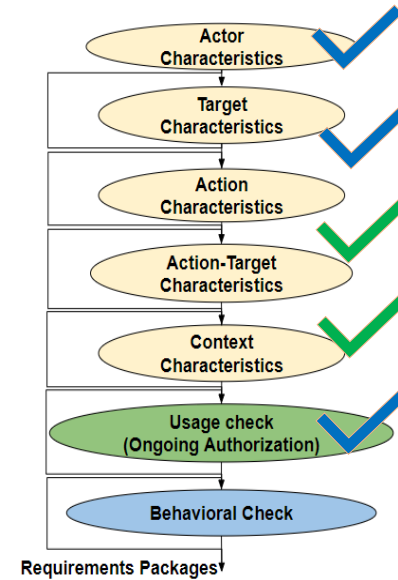 Actor
Characteristics
Target
Characteristics
Action
Characteristics
Action-Target
Characteristics
Context
Characteristics
Usage check
(Ongoing Authorization)
Behavioral Check
Requirements Packages